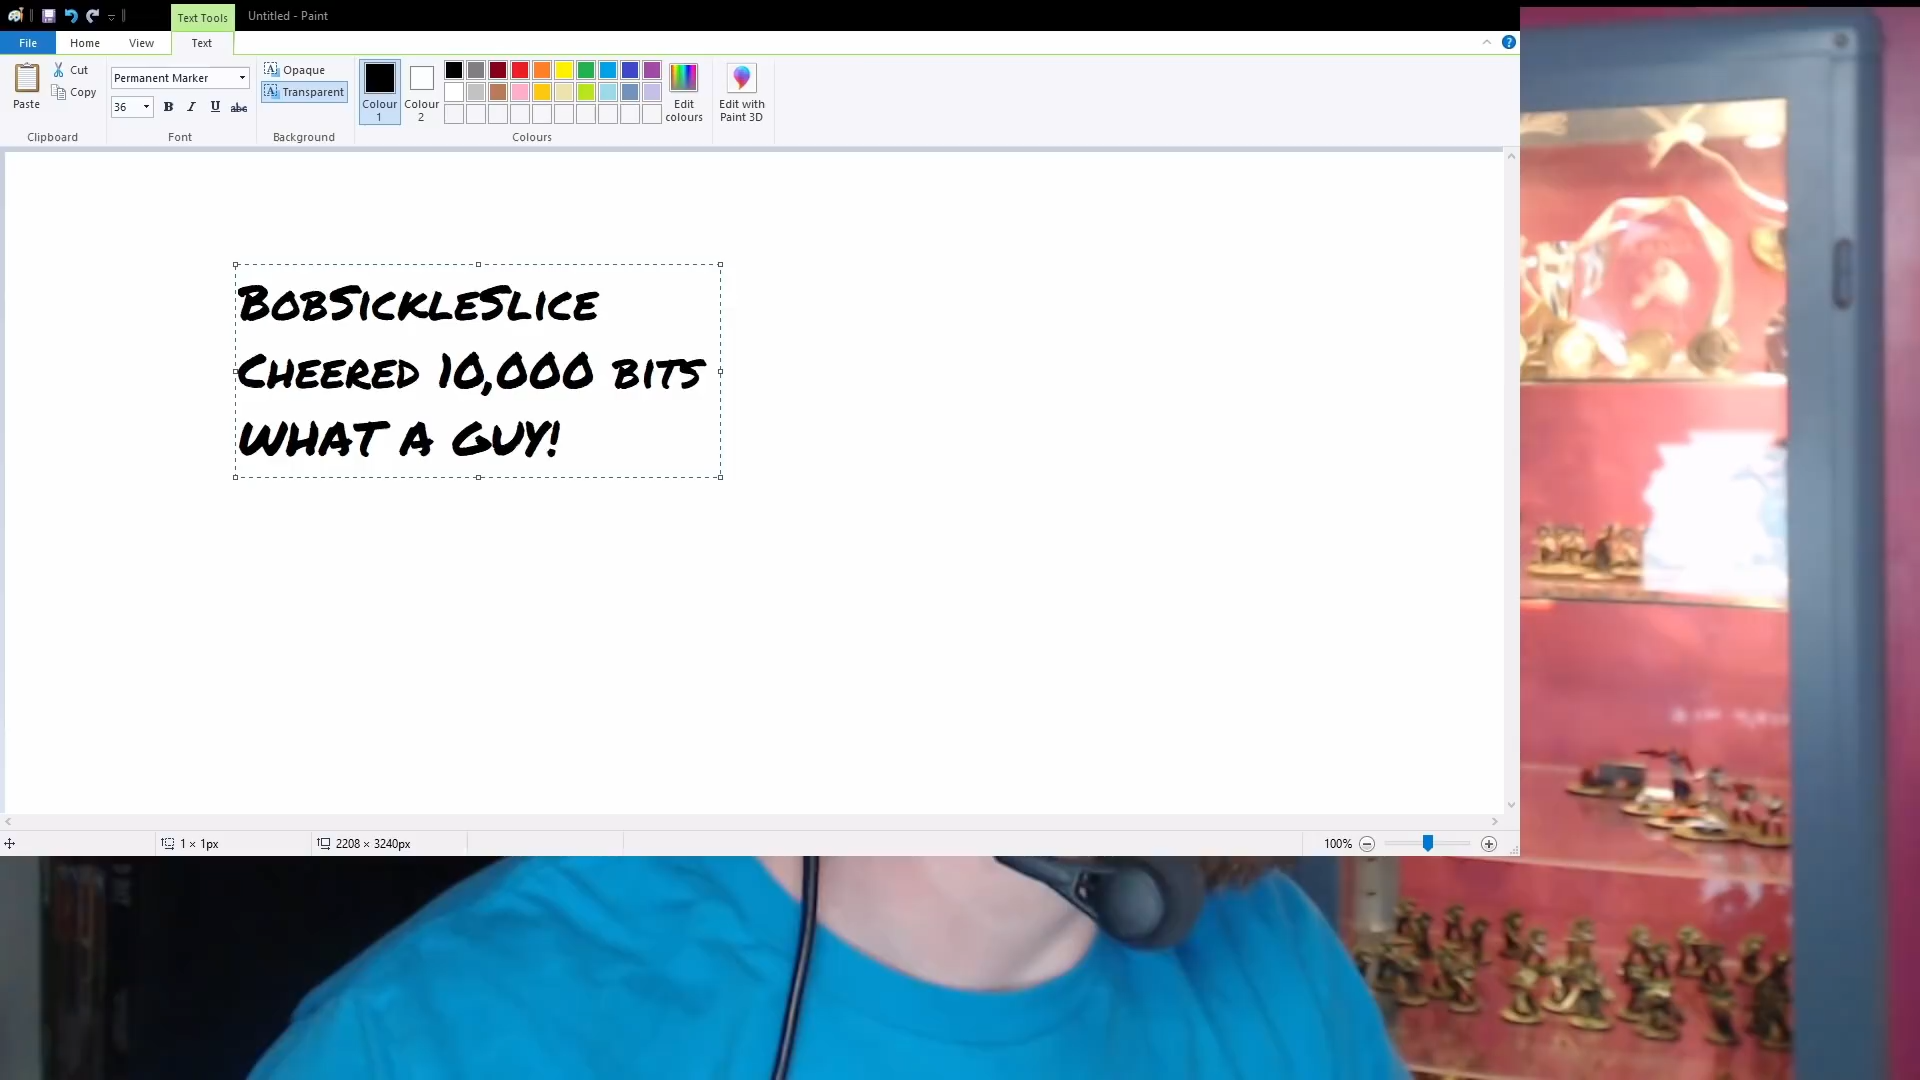 Text Tools
Untitled - Paint
File
Home
View
Text
Paste
Cut
Copy
Clipboard
Permanent Marker
36
B I U abc
Font
Opaque
Transparent
Background
Colour 1
Colour 2
Edit colours
Colours
Edit with Paint 3D
BobSickleSlice
Cheered 10,000 bits
WHAT A GUY!
1 × 1px
2208 × 3240px
100%